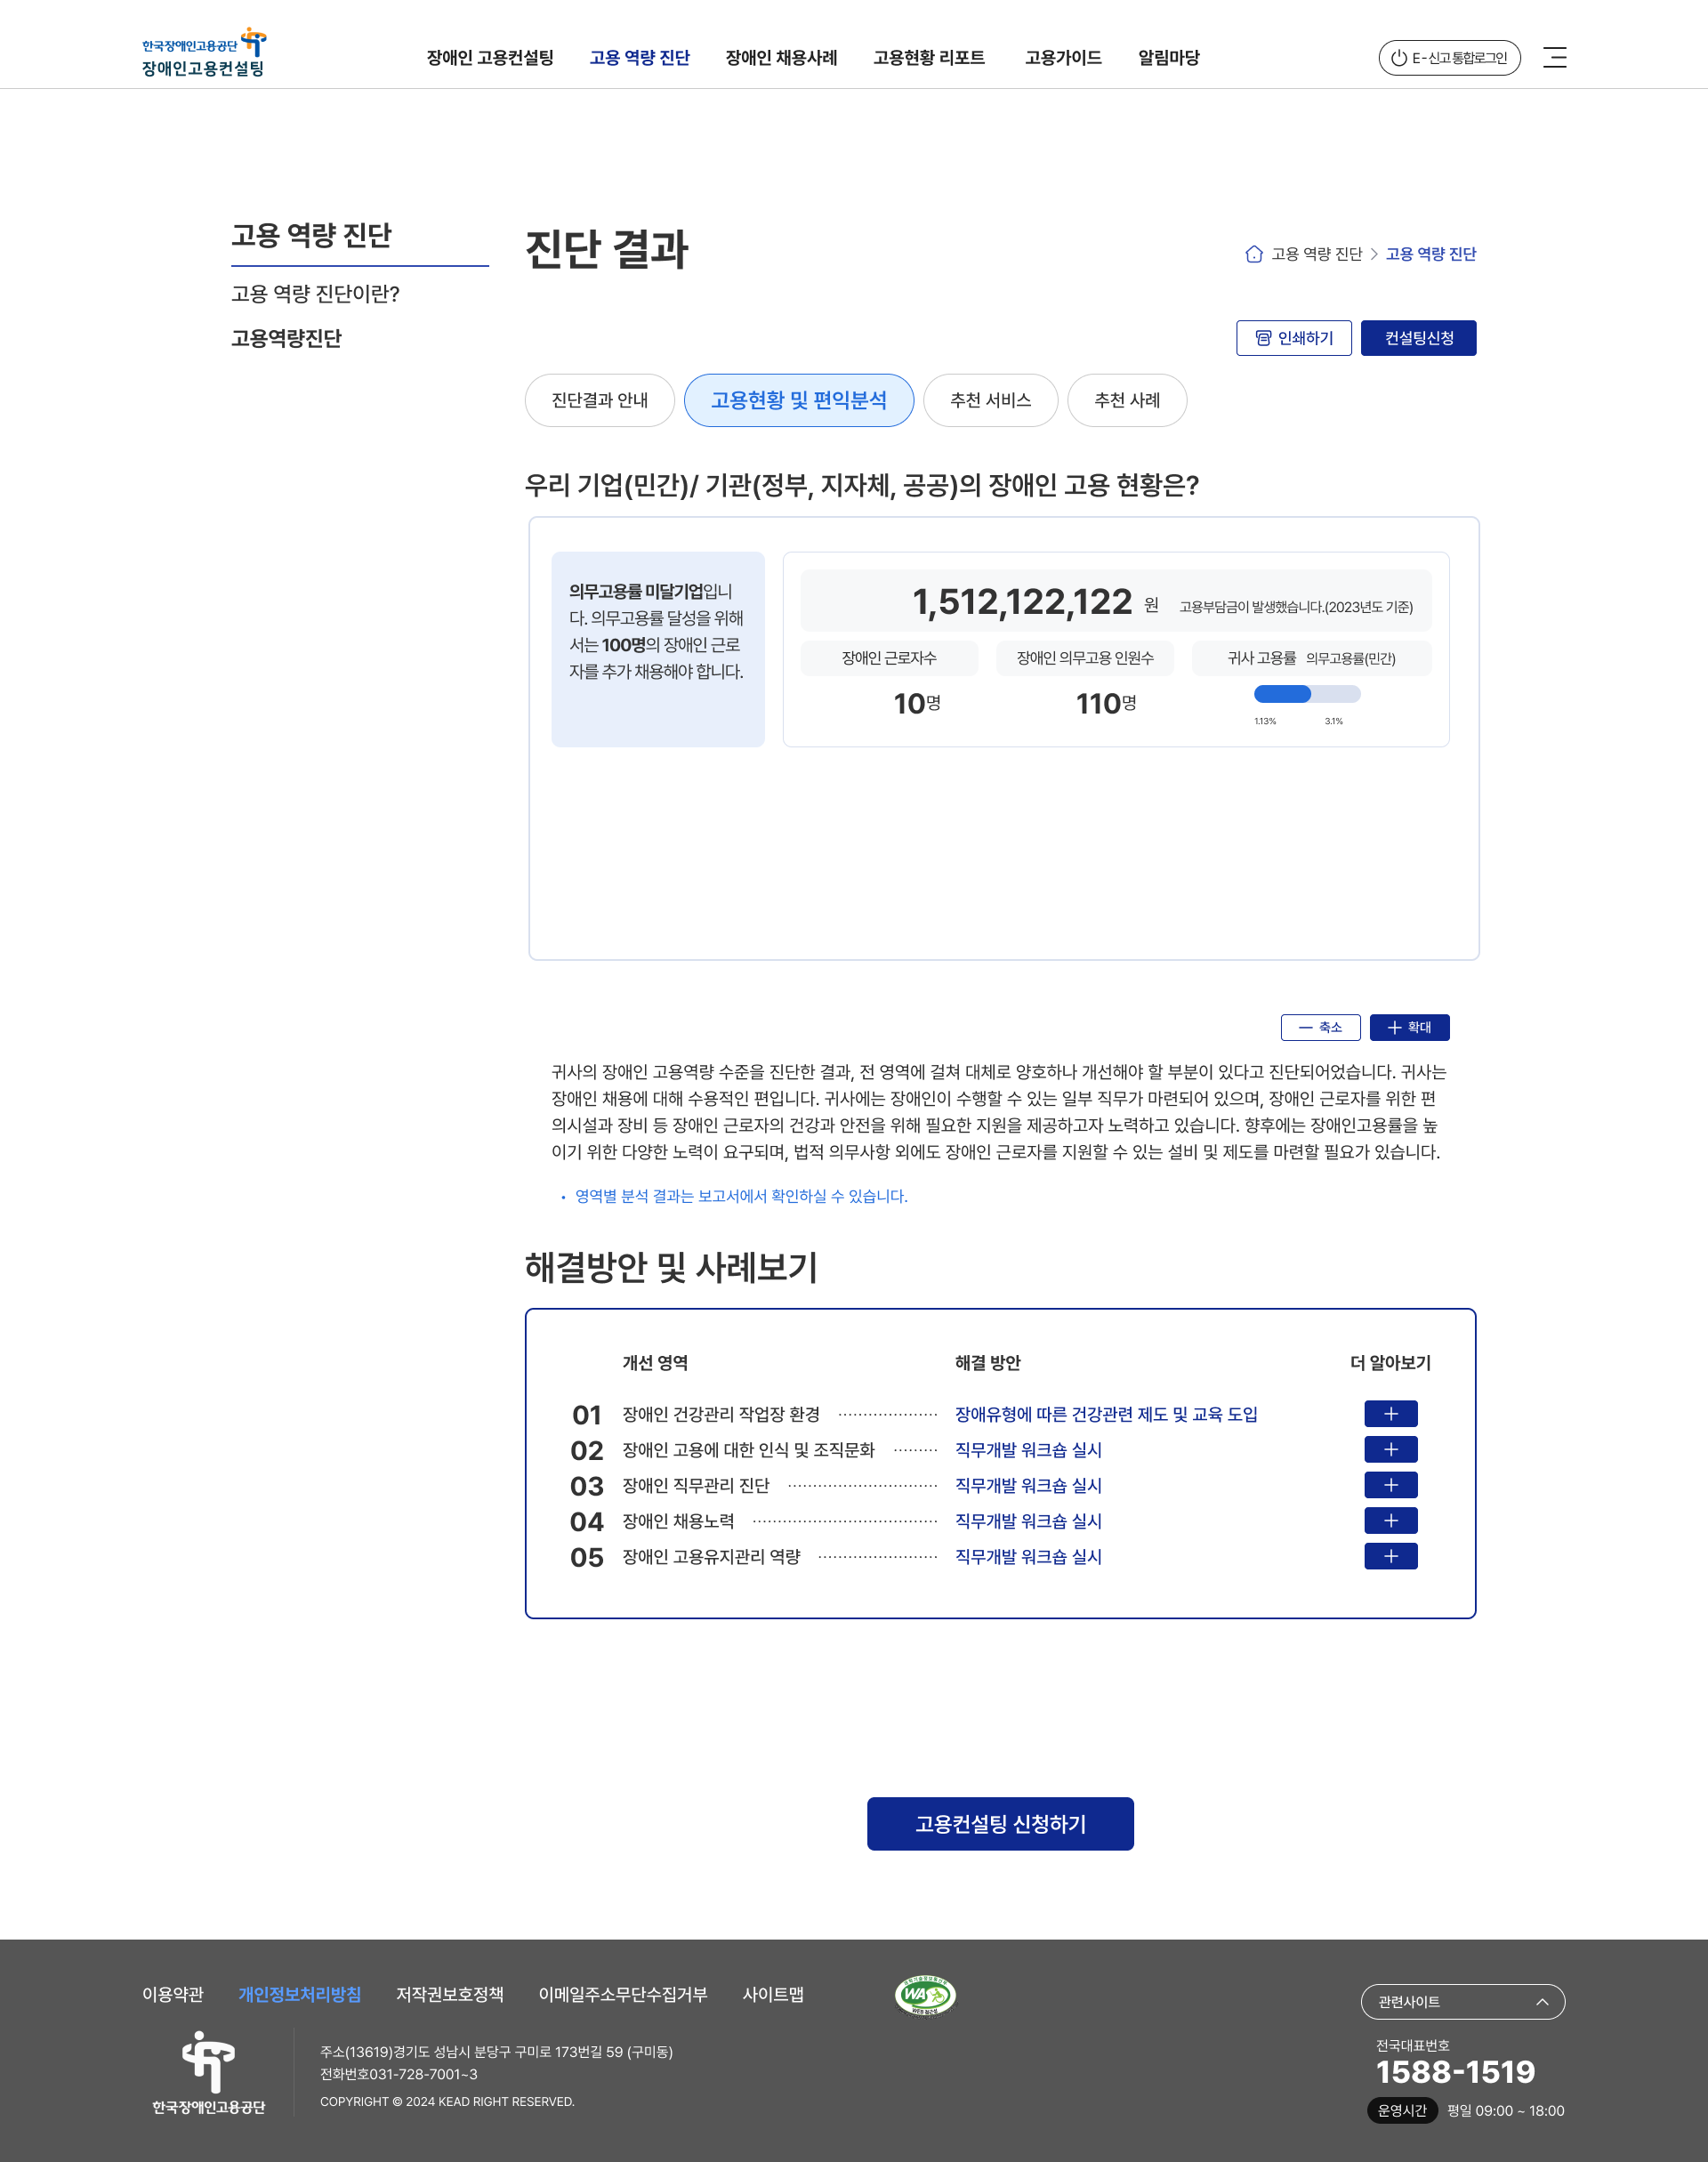 한국장애인고용공단
장애인고용컨설팅
장애인 고용컨설팅
고용 역량 진단
장애인 채용사례
고용현황 리포트
고용가이드
알림마당
E - 신고 통합로그인
고용 역량 진단
고용 역량 진단이란?
고용역량진단
진단 결과
고용 역량 진단 > 고용 역량 진단
인쇄하기
컨설팅신청
진단결과 안내
고용현황 및 편익분석
추천 서비스
추천 사례
우리 기업(민간)/ 기관(정부, 지자체, 공공)의 장애인 고용 현황은?
의무고용률 미달기업입니
다. 의무고용률 달성을 위해
서는 100명의 장애인 근로
자를 추가 채용해야 합니다.
1,512,122,122 원 고용부담금이 발생했습니다.(2023년도 기준)
장애인 근로자수
장애인 의무고용 인원수
귀사 고용률 의무고용률(민간)
10명
110명
1.13%
3.1%
축소
확대
귀사의 장애인 고용역량 수준을 진단한 결과, 전 영역에 걸쳐 대체로 양호하나 개선해야 할 부분이 있다고 진단되어었습니다. 귀사는
장애인 채용에 대해 수용적인 편입니다. 귀사에는 장애인이 수행할 수 있는 일부 직무가 마련되어 있으며, 장애인 근로자를 위한 편
의시설과 장비 등 장애인 근로자의 건강과 안전을 위해 필요한 지원을 제공하고자 노력하고 있습니다. 향후에는 장애인고용률을 높
이기 위한 다양한 노력이 요구되며, 법적 의무사항 외에도 장애인 근로자를 지원할 수 있는 설비 및 제도를 마련할 필요가 있습니다.
• 영역별 분석 결과는 보고서에서 확인하실 수 있습니다.
해결방안 및 사례보기
개선 영역
해결 방안
더 알아보기
01 장애인 건강관리 작업장 환경 장애유형에 따른 건강관련 제도 및 교육 도입
02 장애인 고용에 대한 인식 및 조직문화 직무개발 워크숍 실시
03 장애인 직무관리 진단 직무개발 워크숍 실시
04 장애인 채용노력 직무개발 워크숍 실시
05 장애인 고용유지관리 역량 직무개발 워크숍 실시
고용컨설팅 신청하기
이용약관
개인정보처리방침
저작권보호정책
이메일주소무단수집거부
사이트맵
WA
관련사이트
한국장애인고용공단
주소(13619)경기도 성남시 분당구 구미로 173번길 59 (구미동)
전화번호031-728-7001~3
COPYRIGHT © 2024 KEAD RIGHT RESERVED.
전국대표번호
1588-1519
운영시간 평일 09:00 ~ 18:00